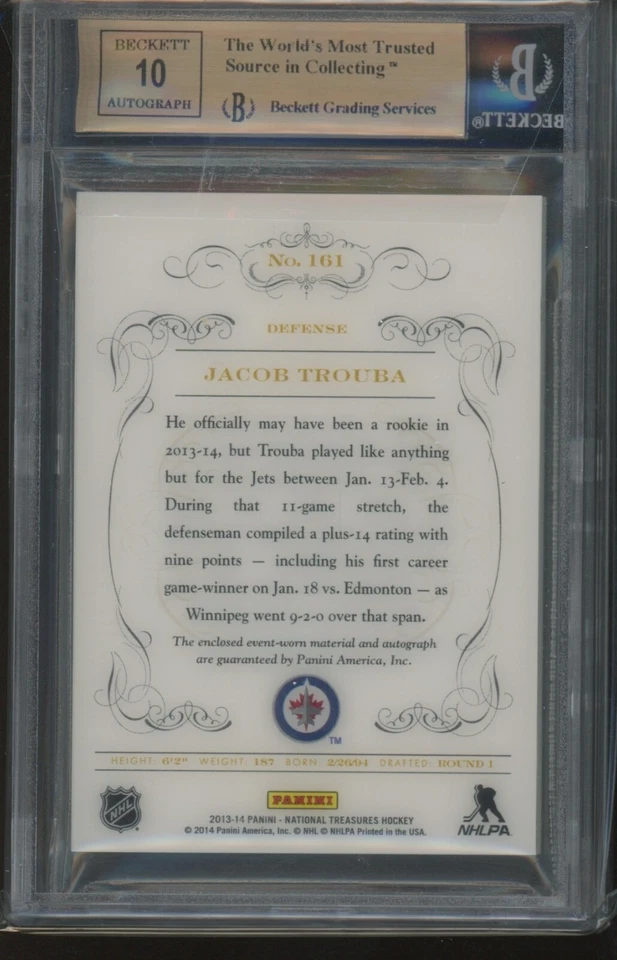 BECKETT
10
AUTOGRAPH
The World's Most Trusted
Source in Collecting™
B Beckett Grading Services
B
BECKETT®
No. 161
DEFENSE
JACOB TROUBA
He officially may have been a rookie in
2013-14, but Trouba played like anything
but for the Jets between Jan. 13-Feb. 4.
During that 11-game stretch, the
defenseman compiled a plus-14 rating with
nine points — including his first career
game-winner on Jan. 18 vs. Edmonton — as
Winnipeg went 9-2-0 over that span.
The enclosed event-worn material and autograph
are guaranteed by Panini America, Inc.
TM
HEIGHT: 6'2" WEIGHT: 187 BORN: 2/26/94 DRAFTED: ROUND 1
NHL
PANINI
2013-14 PANINI - NATIONAL TREASURES HOCKEY
© 2014 Panini America, Inc. © NHL © NHLPA Printed in the USA.
NHLPA